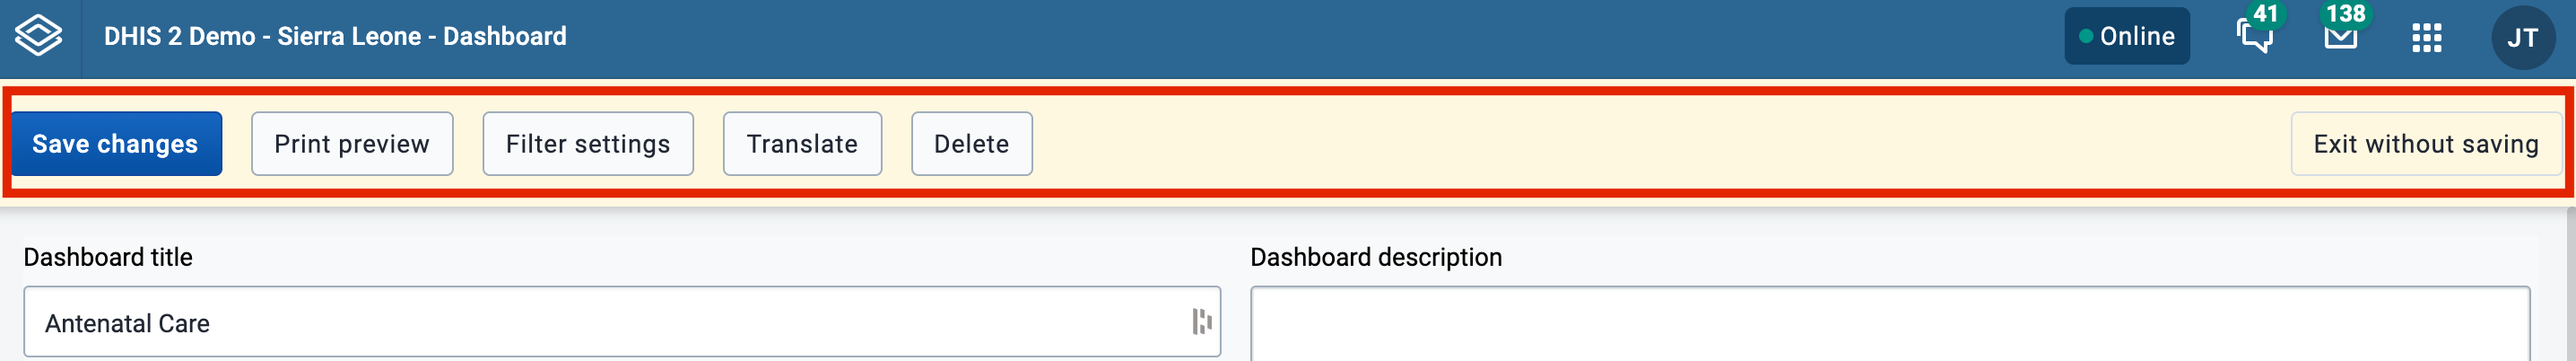 DHIS 2 Demo - Sierra Leone - Dashboard
Online
41
138
JT
Save changes
Print preview
Filter settings
Translate
Delete
Exit without saving
Dashboard title
Dashboard description
Antenatal Care